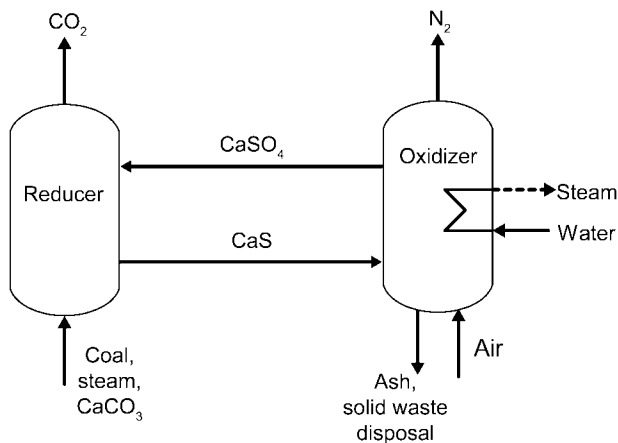 CO₂
N₂
CaSO₄
Oxidizer
Reducer
Steam
CaS
Water
Coal,
steam,
CaCO₃
Air
Ash,
solid waste
disposal